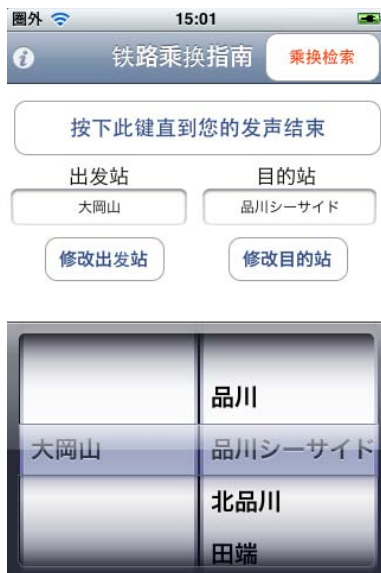 圏外 15:01
铁路乘换指南 乘换检索
按下此键直到您的发声结束
出发站 目的站
大岡山 品川シーサイド
修改出发站 修改目的站
品川
大岡山 品川シーサイド
北品川
田端